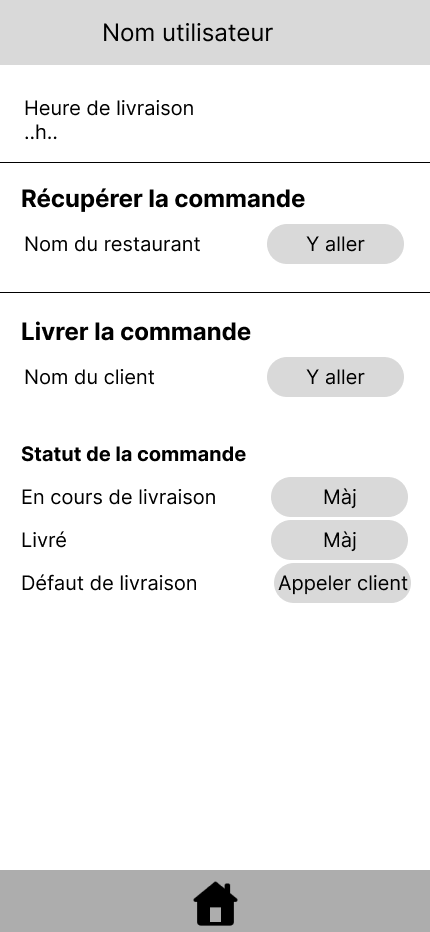 Nom utilisateur
Heure de livraison
..h..
Récupérer la commande
Nom du restaurant
Y aller
Livrer la commande
Nom du client
Y aller
Statut de la commande
En cours de livraison
Màj
Livré
Màj
Défaut de livraison
Appeler client